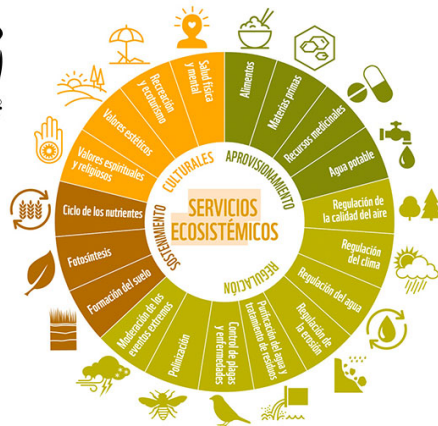 SERVICIOS
ECOSISTÉMICOS
CULTURALES
APROVISIONAMIENTO
REGULACIÓN
SOSTENIMIENTO
Alimentos
Materias primas
Recursos medicinales
Agua potable
Regulación de
la calidad del aire
Regulación
del clima
Regulación del agua
Regulación de
la erosión
Purificación del agua y
tratamiento de residuos
Control de plagas
y enfermedades
Polinización
Moderación de los
eventos extremos
Formación del suelo
Fotosíntesis
Ciclo de los nutrientes
Valores espirituales
y religiosos
Valores estéticos
Recreación
y ecoturismo
Salud física
y mental